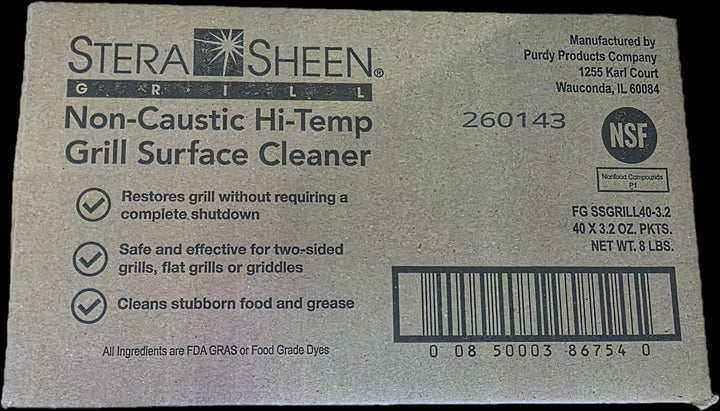 STERA SHEEN®
GRILL
Non-Caustic Hi-Temp
Grill Surface Cleaner
Restores grill without requiring a
complete shutdown
Safe and effective for two-sided
grills, flat grills or griddles
Cleans stubborn food and grease
All Ingredients are FDA GRAS or Food Grade Dyes
Manufactured by
Purdy Products Company
1255 Karl Court
Wauconda, IL 60084
260143
NSF
Nonfood Compounds
P1
FG SSGRILL40-3.2
40 X 3.2 OZ. PKTS.
NET WT. 8 LBS.
0 08 50003 86754 0